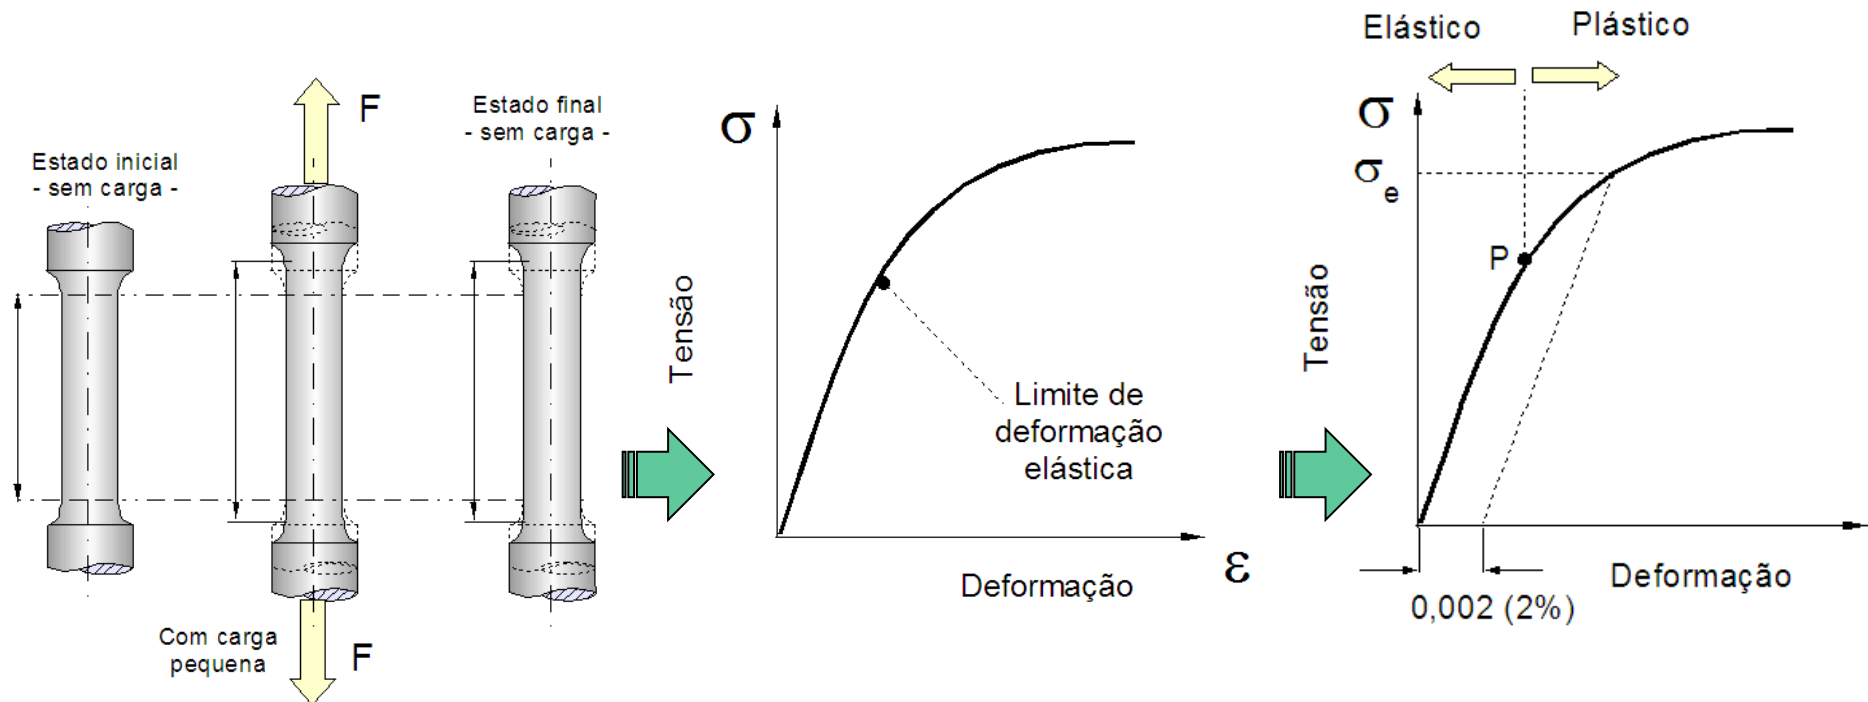 Estado inicial
- sem carga -
F
Com carga
pequena
F
Estado final
- sem carga -
σ
Tensão
Limite de
deformação
elástica
ε
Deformação
Elástico
Plástico
σ
σe
P
Tensão
0,002 (2%)
Deformação